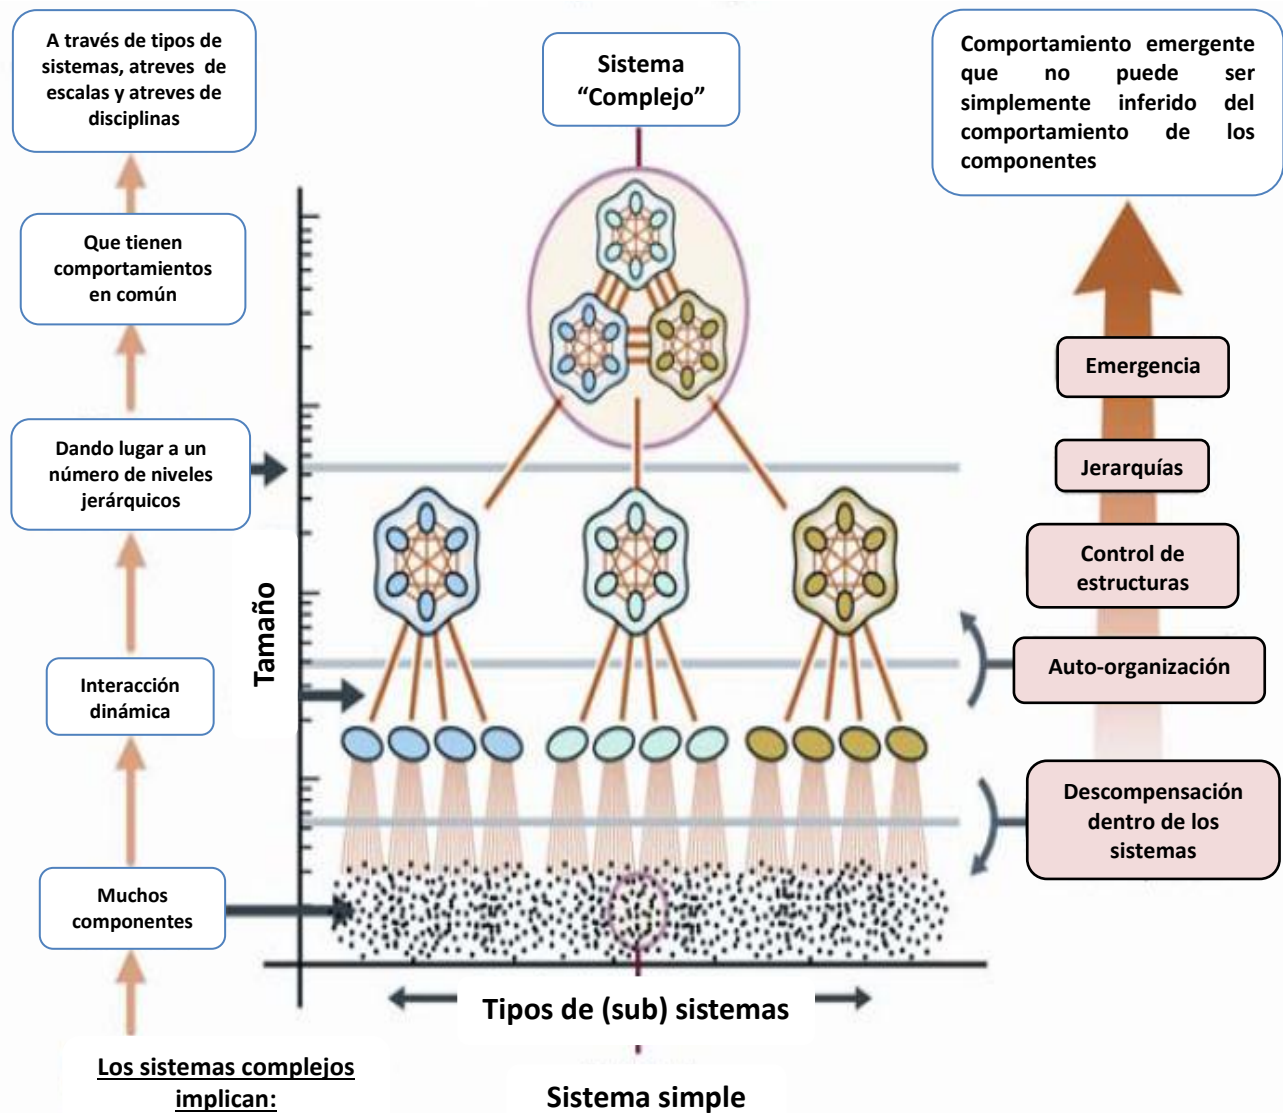 A través de tipos de
sistemas, atreves de
escalas y atreves de
disciplinas
Que tienen
comportamientos
en común
Dando lugar a un
número de niveles
jerárquicos
Interacción
dinámica
Muchos
componentes
Los sistemas complejos
implican:
Sistema
“Complejo”
Tamaño
Tipos de (sub) sistemas
Sistema simple
Comportamiento emergente
que no puede ser
simplemente inferido del
comportamiento de los
componentes
Emergencia
Jerarquías
Control de
estructuras
Auto-organización
Descompensación
dentro de los
sistemas